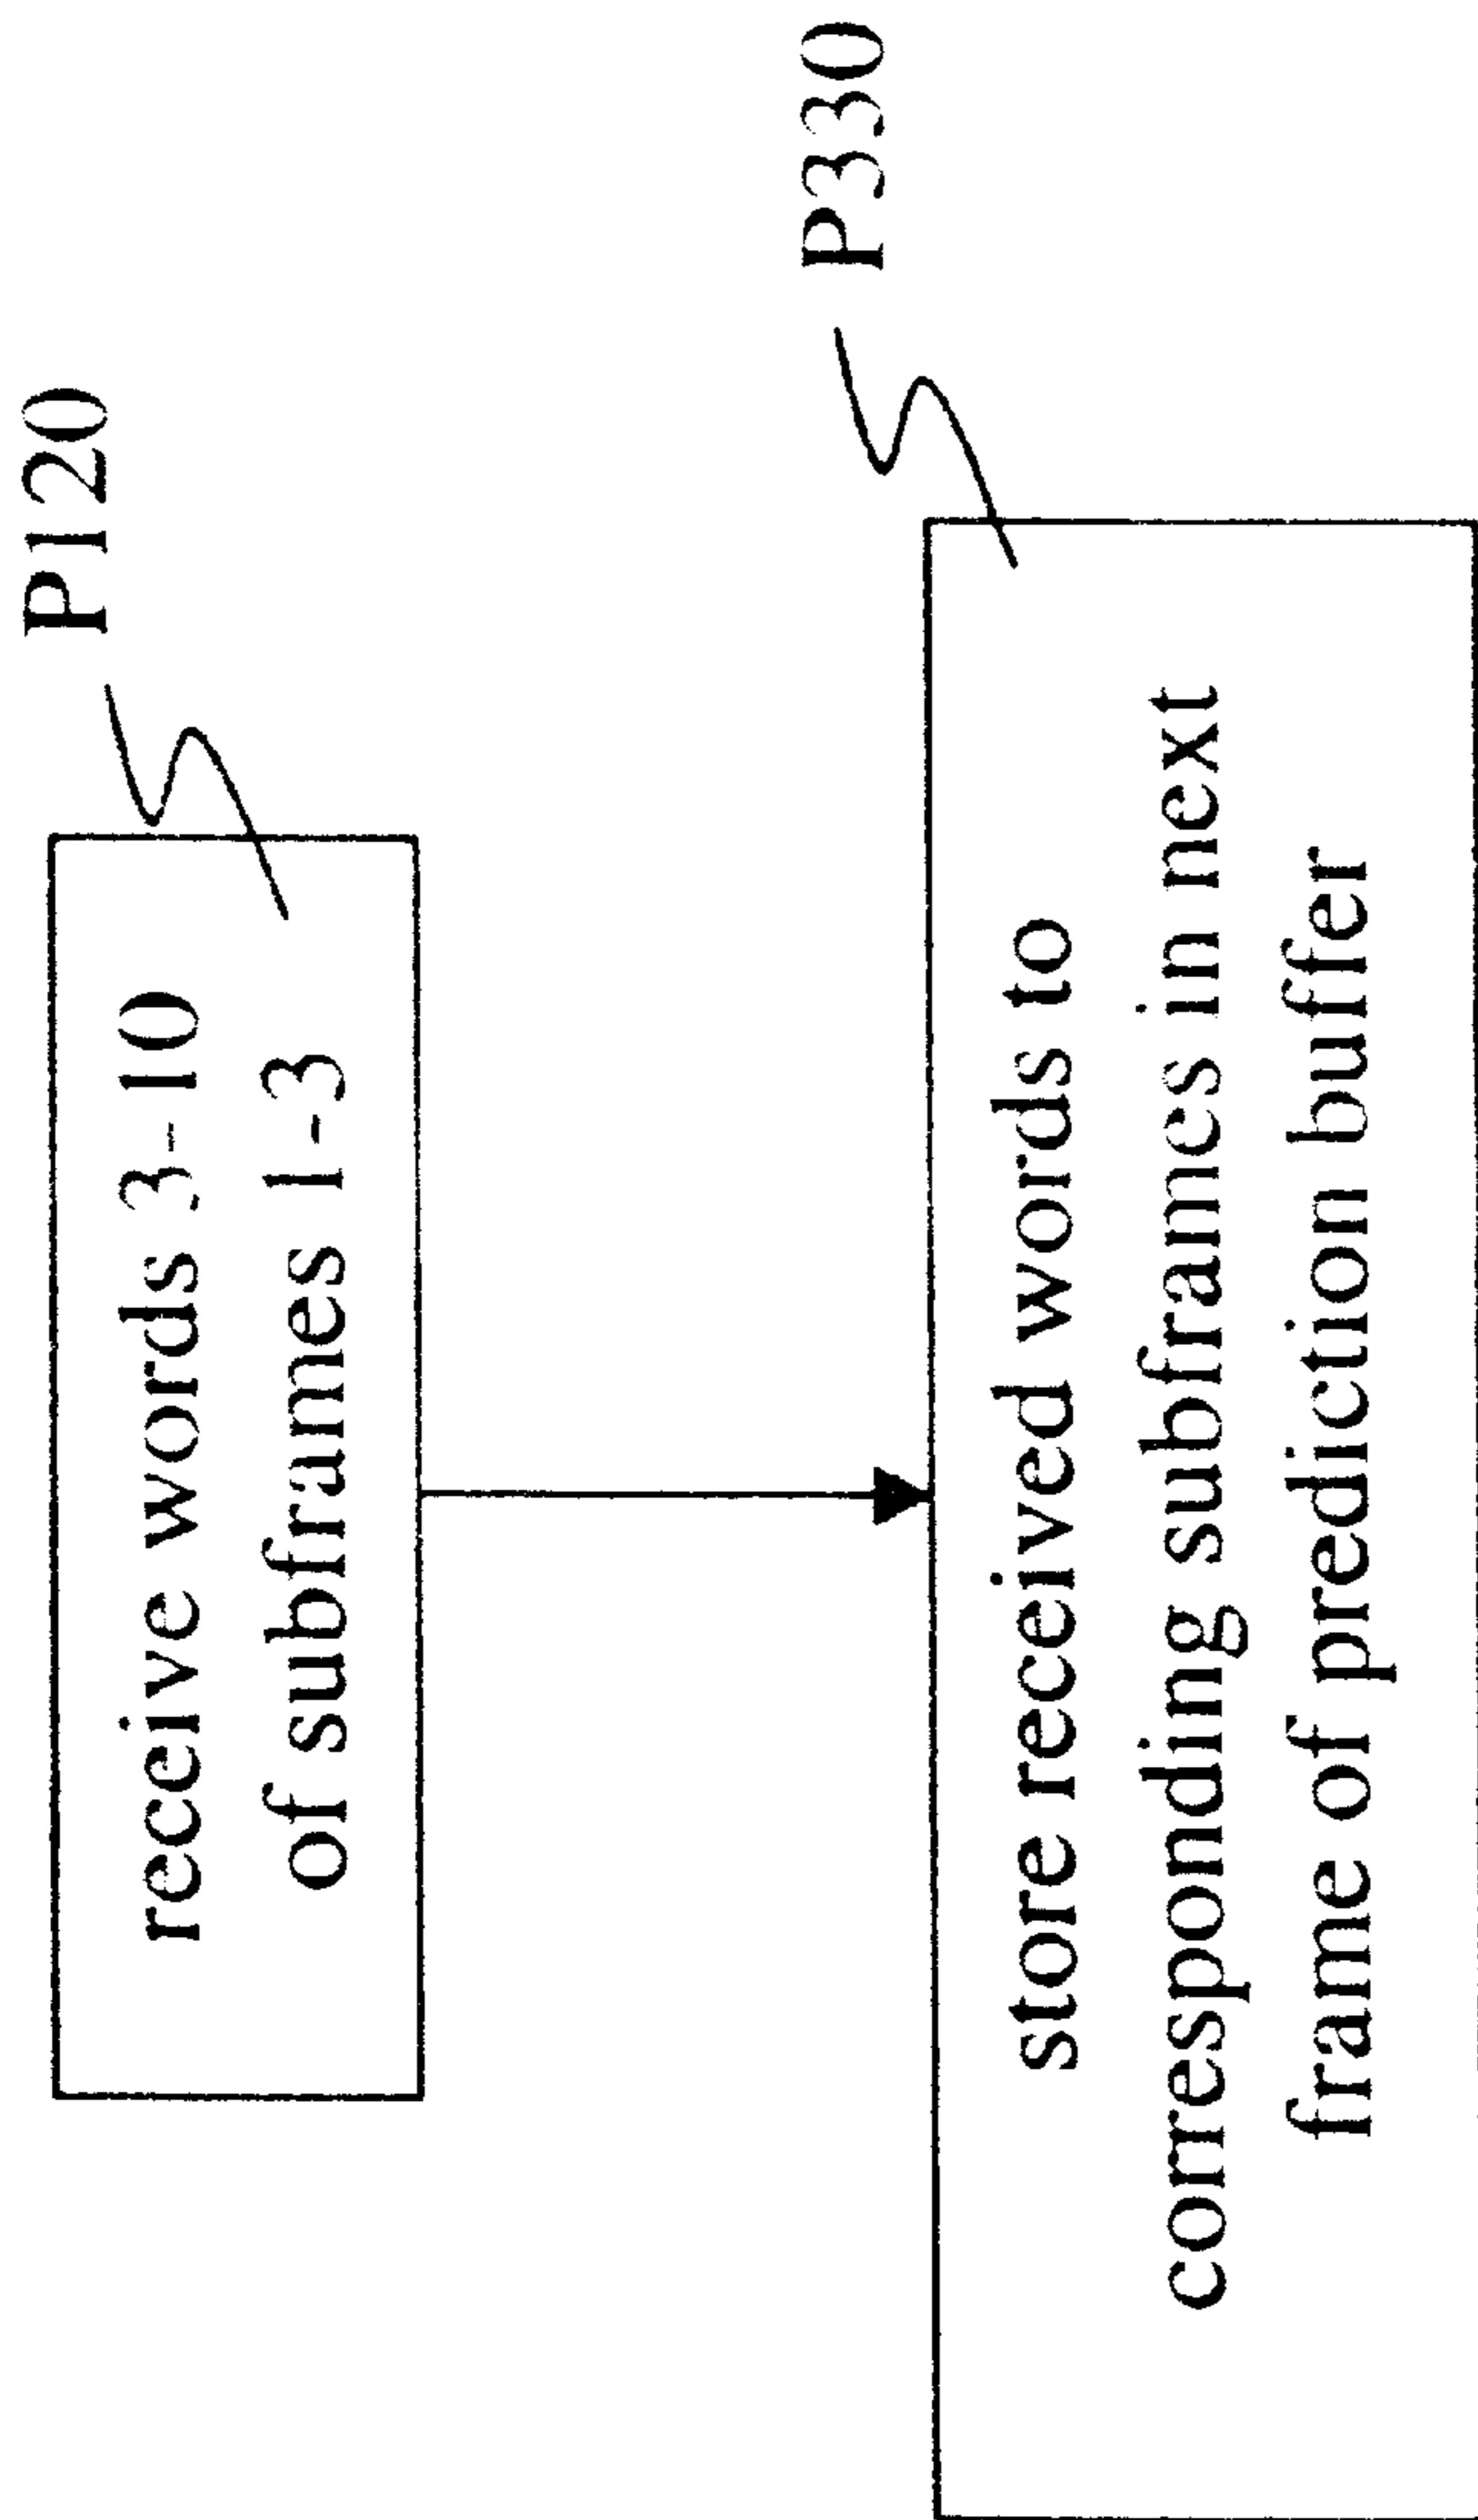 P120
receive words 3-10
of subframes 1-3
P330
store received words to
corresponding subframes in next
frame of prediction buffer